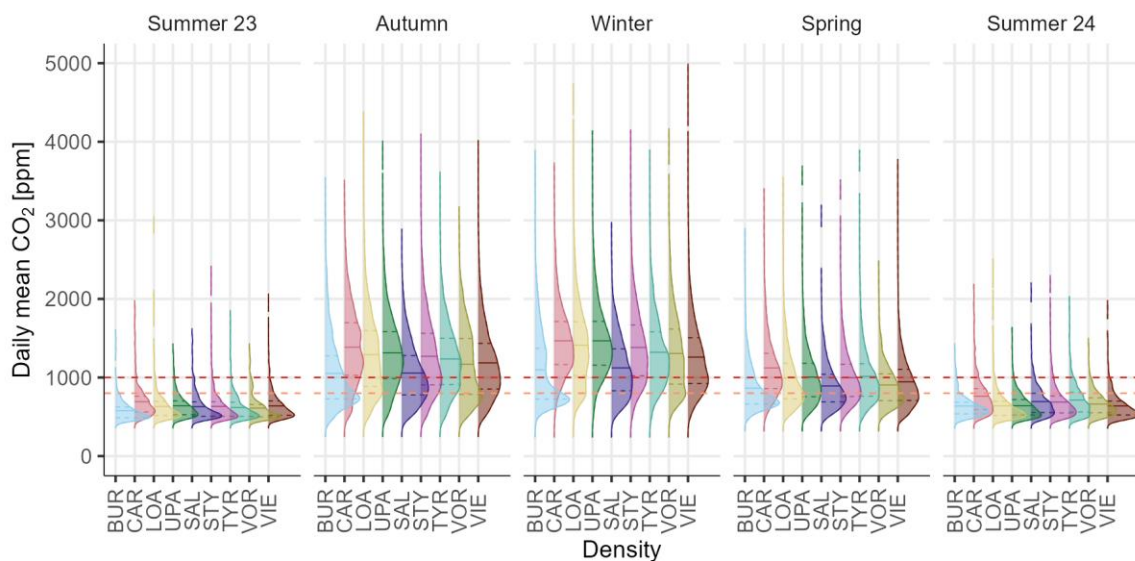 Summer 23 Autumn Winter Spring Summer 24
Daily mean CO₂ [ppm]
5000
4000
3000
2000
1000
0
BUR CAR LOA UPA SAL STY TYR VOR VIE BUR CAR LOA UPA SAL STY TYR VOR VIE BUR CAR LOA UPA SAL STY TYR VOR VIE BUR CAR LOA UPA SAL STY TYR VOR VIE BUR CAR LOA UPA SAL STY TYR VOR VIE
Density